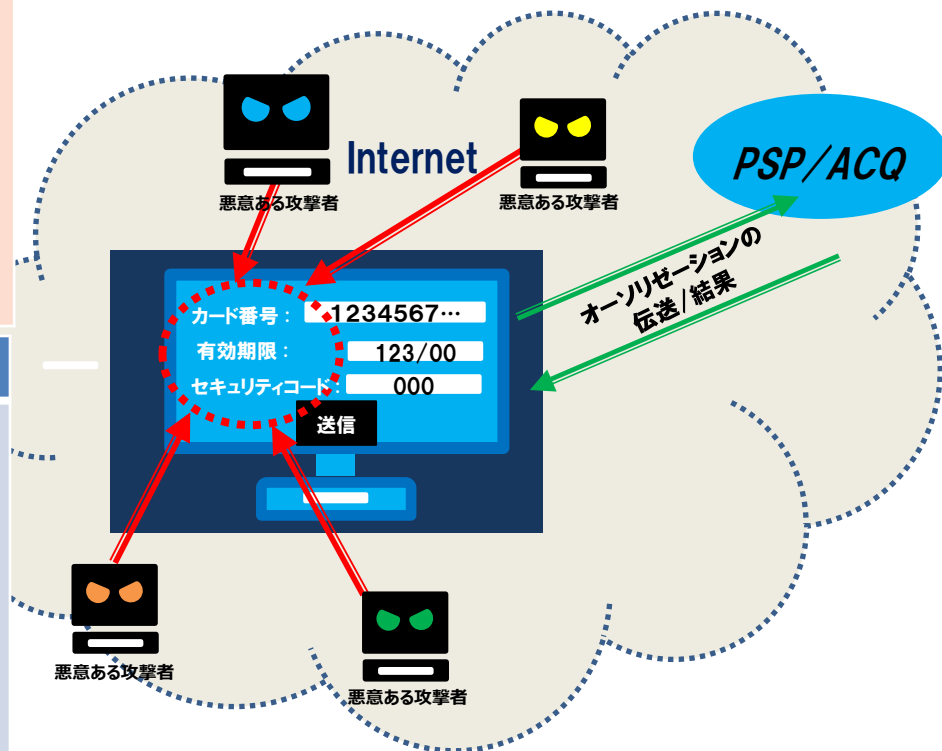 Internet
PSP/ACQ
悪意ある攻撃者
悪意ある攻撃者
オーソリゼーションの
伝送/結果
カード番号： 1234567…
有効期限： 123/00
セキュリティコード： 000
送信
悪意ある攻撃者
悪意ある攻撃者